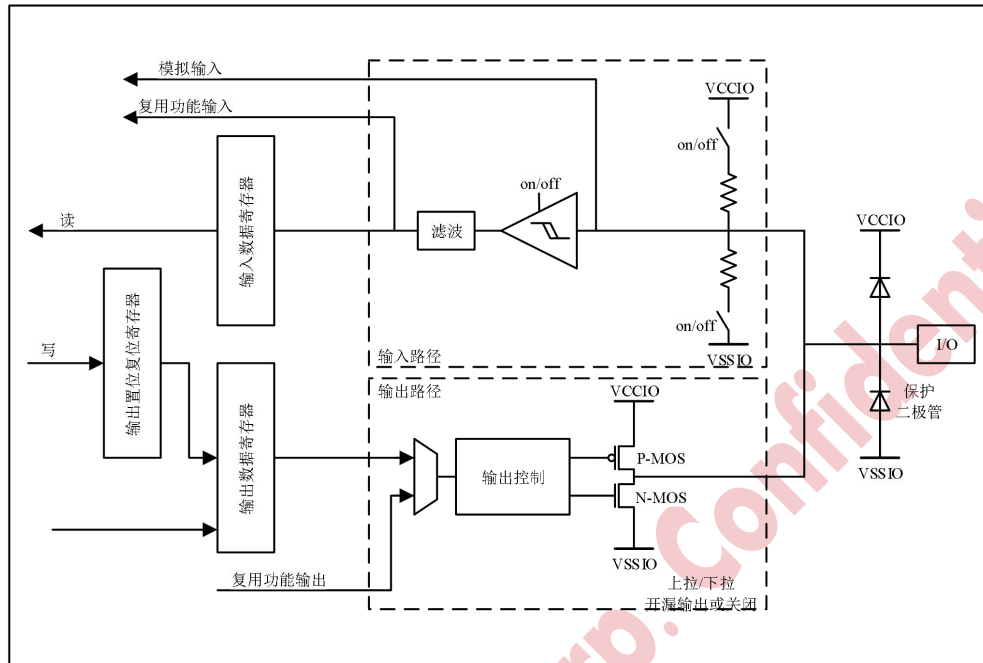 模拟输入
复用功能输入
VCCIO
on/off
on/off
读
输入数据寄存器
滤波
VCCIO
写
输出置位复位寄存器
on/off
VSSIO
I/O
输入路径
输出路径
VCCIO
保护
二极管
输出数据寄存器
输出控制
P-MOS
N-MOS
VSSIO
VSSIO
复用功能输出
上拉/下拉
开漏输出或关闭
rp. Confidenti